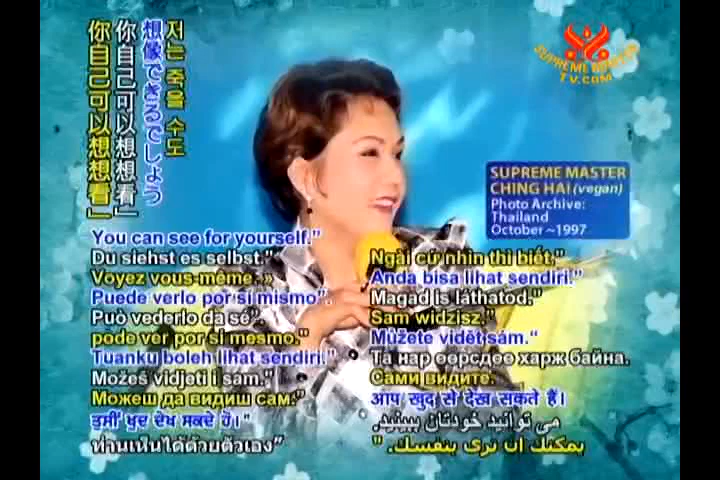 저는 죽을 수도
想像できるでしょう
你自己可以想想看」
你自己可以想想看」
SUPREME MASTER
TV.COM
SUPREME MASTER
CHING HAI (vegan)
Photo Archive:
Thailand
October ~1997
You can see for yourself."
Du siehst es selbst."
Voyez vous-même. »
Puede verlo por sí mismo".
Può vederlo da sé".
pode ver por si mesmo."
Tuanku boleh lihat sendiri."
Možeš vidjeti i sam."
Можеш да видиш сам."
ਤੁਸੀਂ ਖੁਦ ਦੇਖ ਸਕਦੇ ਹੋ।"
ท่านเห็นได้ด้วยตัวเอง"
Ngài cứ nhìn thì biết."
Anda bisa lihat sendiri."
Magad is láthatod."
Sam widzisz."
Můžete vidět sám.“
Та нар өөрсдөө харж байна.
Сами видите.
आप खुद से देख सकते हैं।
می توانید خودتان ببینید.
يمكنك ان ترى بنفسك. "